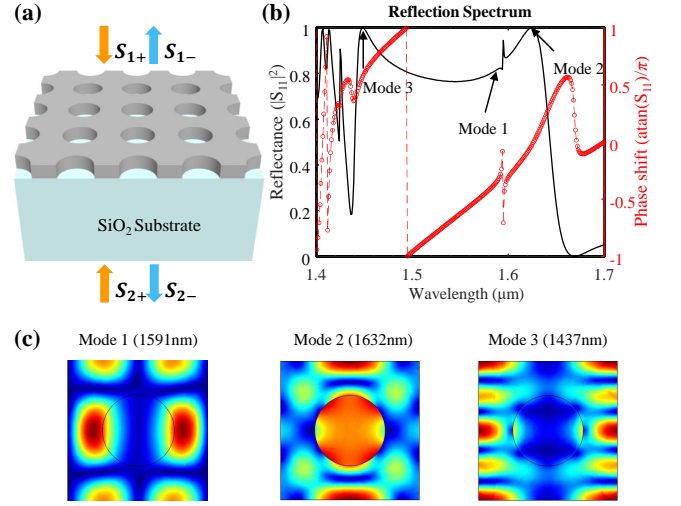 (a)
S1+ S1−
SiO2 Substrate
S2+ S2−
(b)
Reflection Spectrum
Reflectance (|S11|2)
1
0.8
0.6
0.4
0.2
0
Mode 3
Mode 1
Mode 2
1
0.5
0
-0.5
-1
Phase shift (atan(S11)/π)
1.4 1.5 1.6 1.7
Wavelength (μm)
(c)
Mode 1 (1591nm) Mode 2 (1632nm) Mode 3 (1437nm)